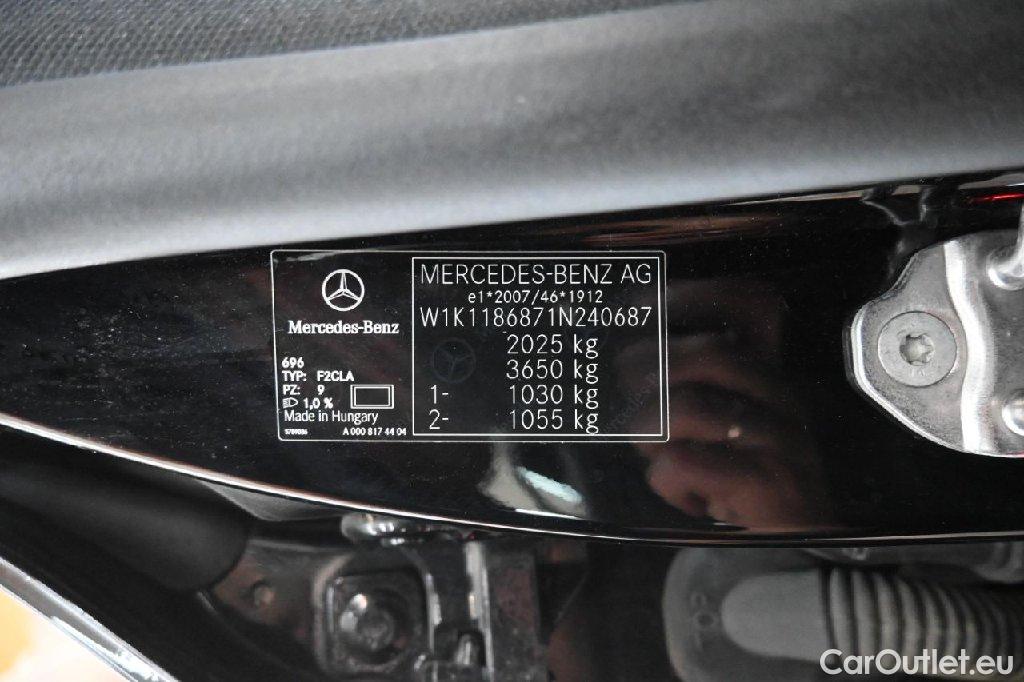 Mercedes-Benz
696
TYP: F2CLA
PZ: 9
1,0 %
Made in Hungary
A 000 817 44 04
MERCEDES-BENZ AG
e1*2007/46*1912
W1K1186871N240687
2025 kg
3650 kg
1- 1030 kg
2- 1055 kg
CarOutlet.eu